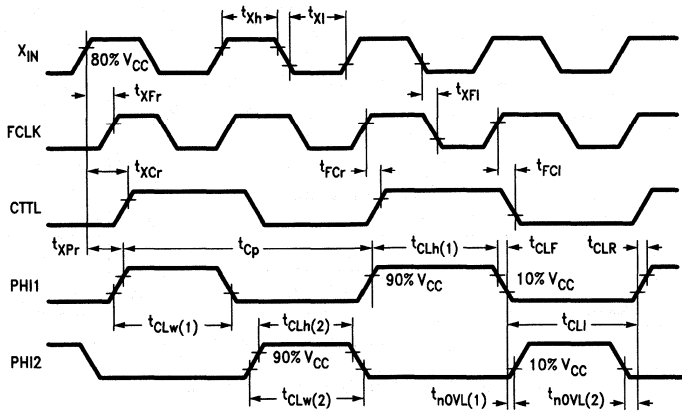 t_Xh t_Xl
X_IN
80% V_CC
t_XFr t_XFl
FCLK
t_XCr t_FCr t_FCl
CTTL
t_XPr t_Cp t_CLh(1) t_CLF t_CLR
PHI1
90% V_CC 10% V_CC
t_CLw(1) t_CLh(2) t_CLl
PHI2
90% V_CC 10% V_CC
t_CLw(2) t_nOVL(1) t_nOVL(2)